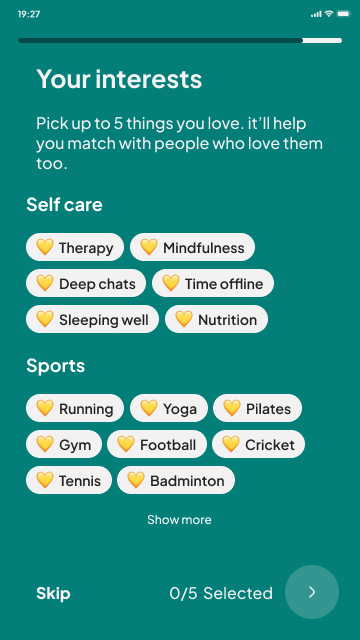 19:27
Your interests
Pick up to 5 things you love. it’ll help
you match with people who love them
too.
Self care
Therapy Mindfulness
Deep chats Time offline
Sleeping well Nutrition
Sports
Running Yoga Pilates
Gym Football Cricket
Tennis Badminton
Show more
Skip 0/5 Selected